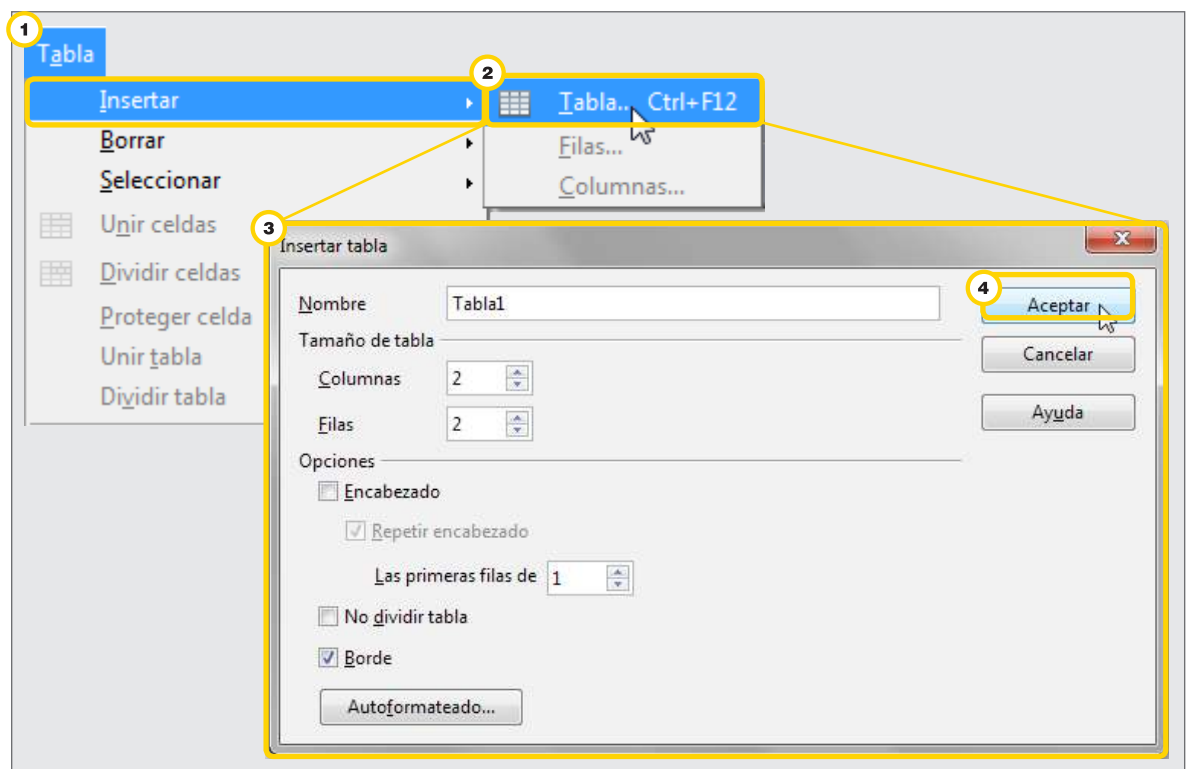 1
Tabla
Insertar
2
Tabla... Ctrl+F12
Borrar
Filas...
Seleccionar
Columnas...
Unir celdas
Dividir celdas
Proteger celda
Unir tabla
Dividir tabla
3
Insertar tabla
Nombre Tabla1
4
Aceptar
Tamaño de tabla
Cancelar
Columnas 2
Filas 2
Ayuda
Opciones
Encabezado
Repetir encabezado
Las primeras filas de 1
No dividir tabla
Borde
Autoformateado...